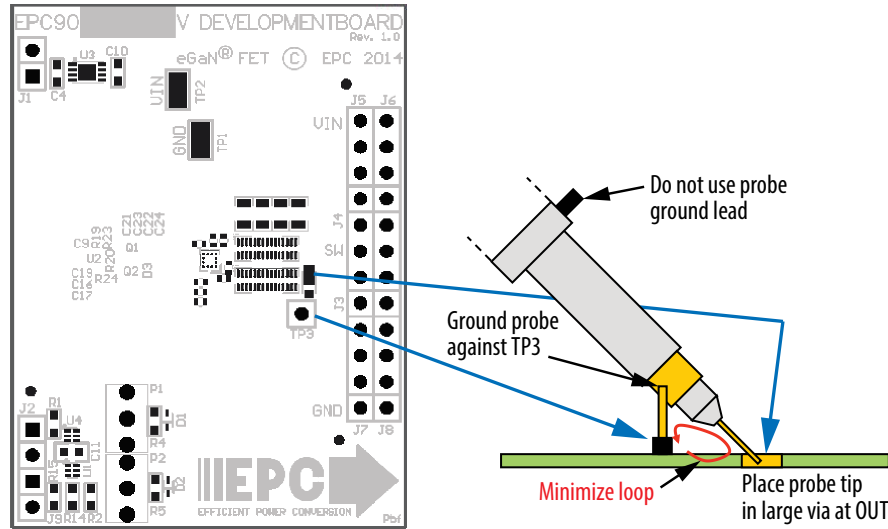 EPC90 V DEVELOPMENTBOARD
Rev. 1.0
eGaN® FET © EPC 2014
U3
C10
J1
C4
VIN
TP2
GND
TP1
J5 J6
VIN
C21
C23
C22
C24
C9
R19
R23
U2
R20
Q1
J4
SW
C19
R24
Q2
D3
C16
C17
J3
TP3
GND
J7 J8
J2
R1
U4
C11
U1
R15
J9
R14
R2
P1
D1
R4
P2
D2
R5
EPC
EFFICIENT POWER CONVERSION
Pbf
Do not use probe
ground lead
Ground probe
against TP3
Minimize loop
Place probe tip
in large via at OUT